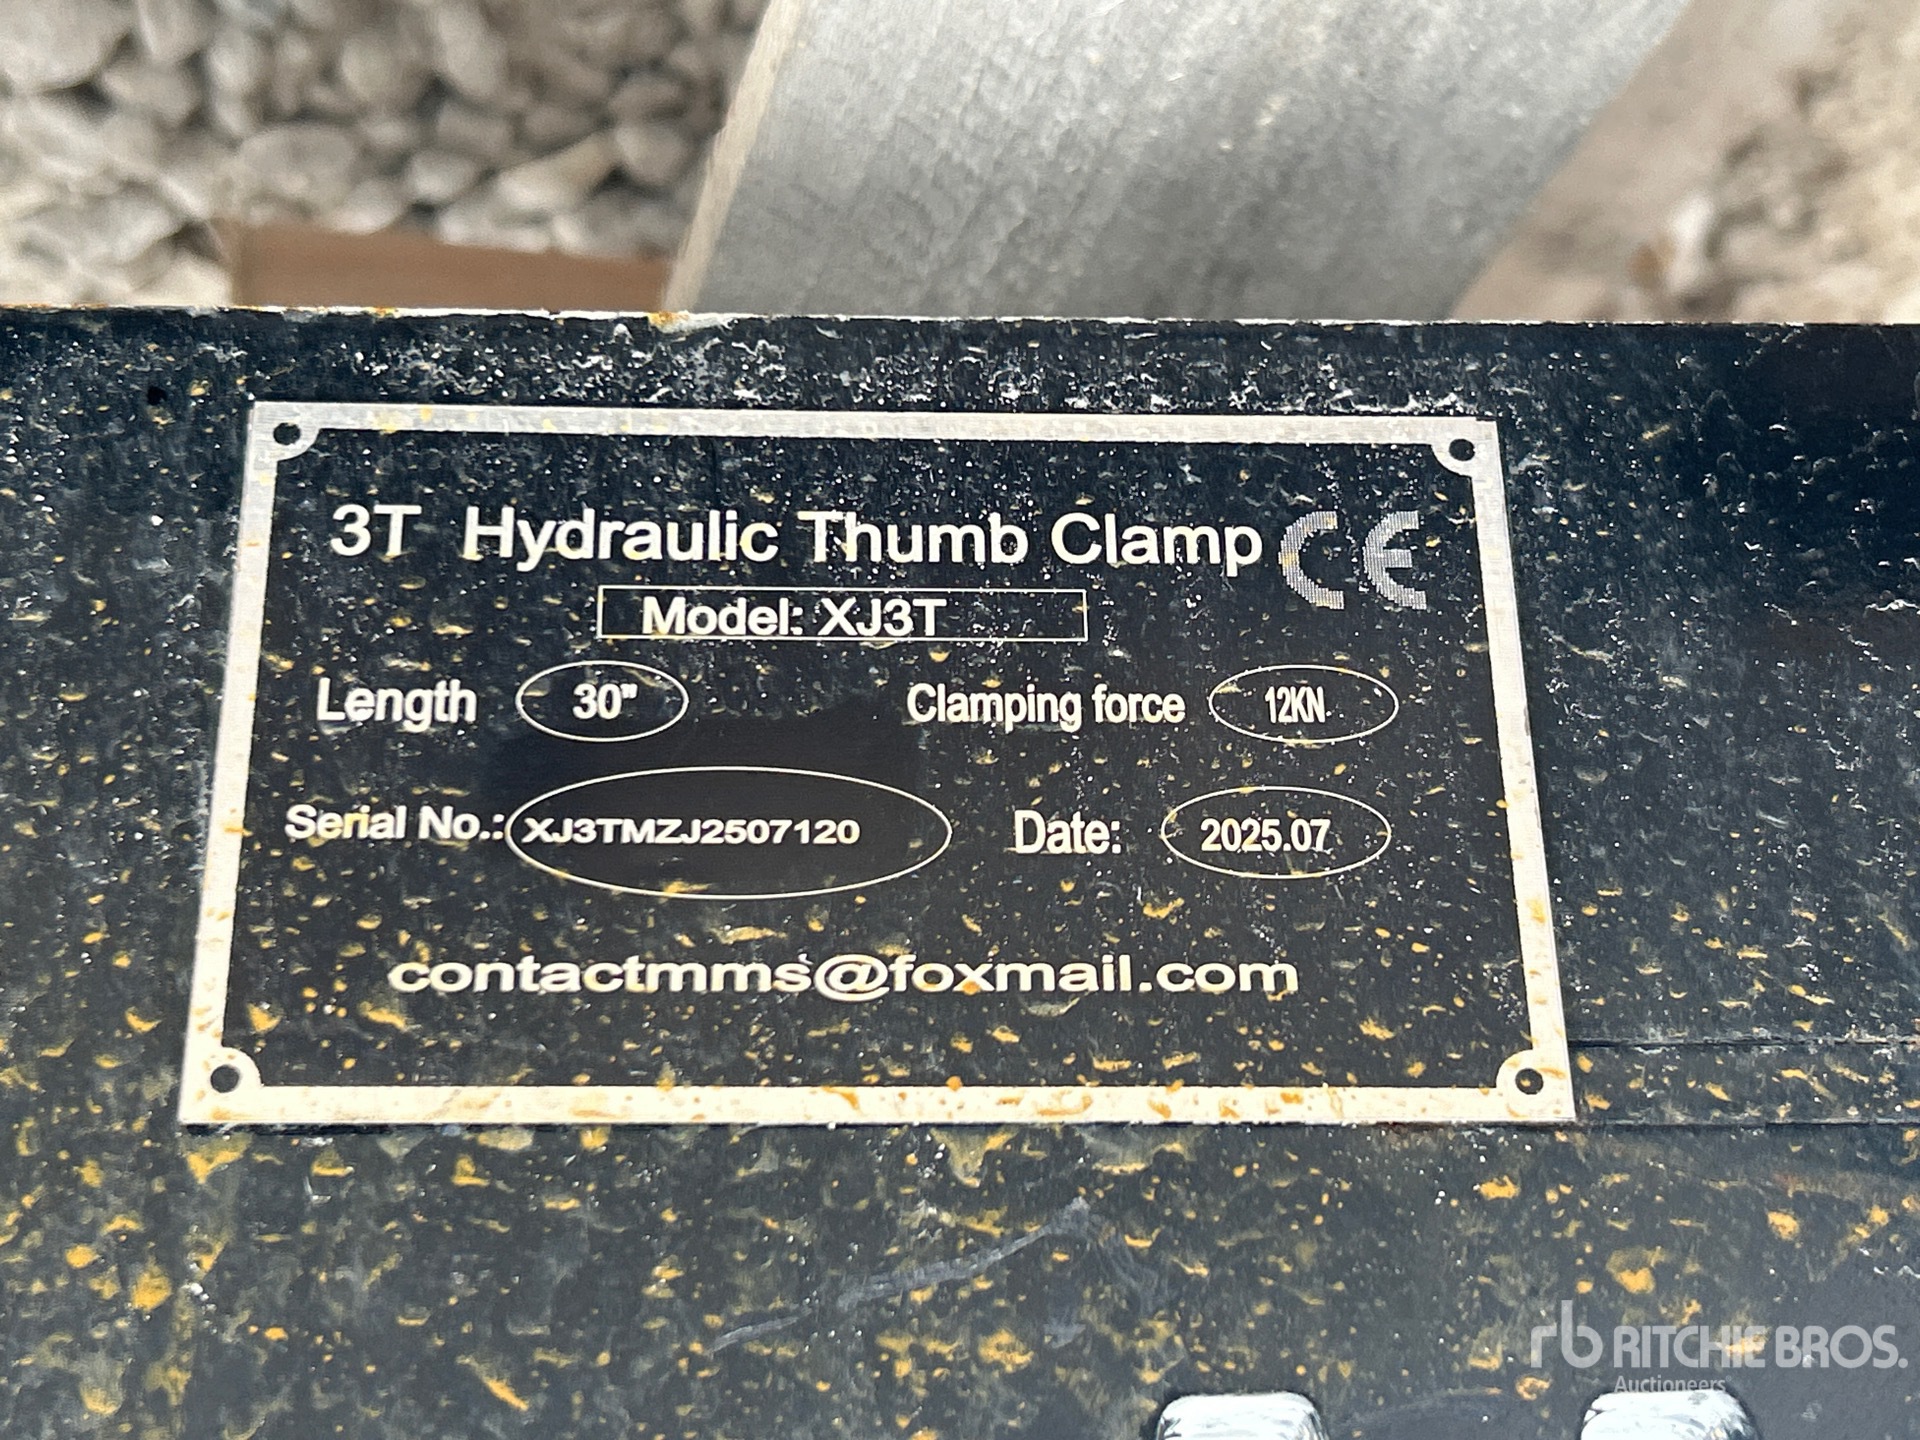 3T Hydraulic Thumb Clamp CE
Model: XJ3T
Length 30" Clamping force 12KN
Serial No.: XJ3TMZJ2507120 Date: 2025.07
contactmms@foxmail.com
rb RITCHIE BROS.
Auctioneers